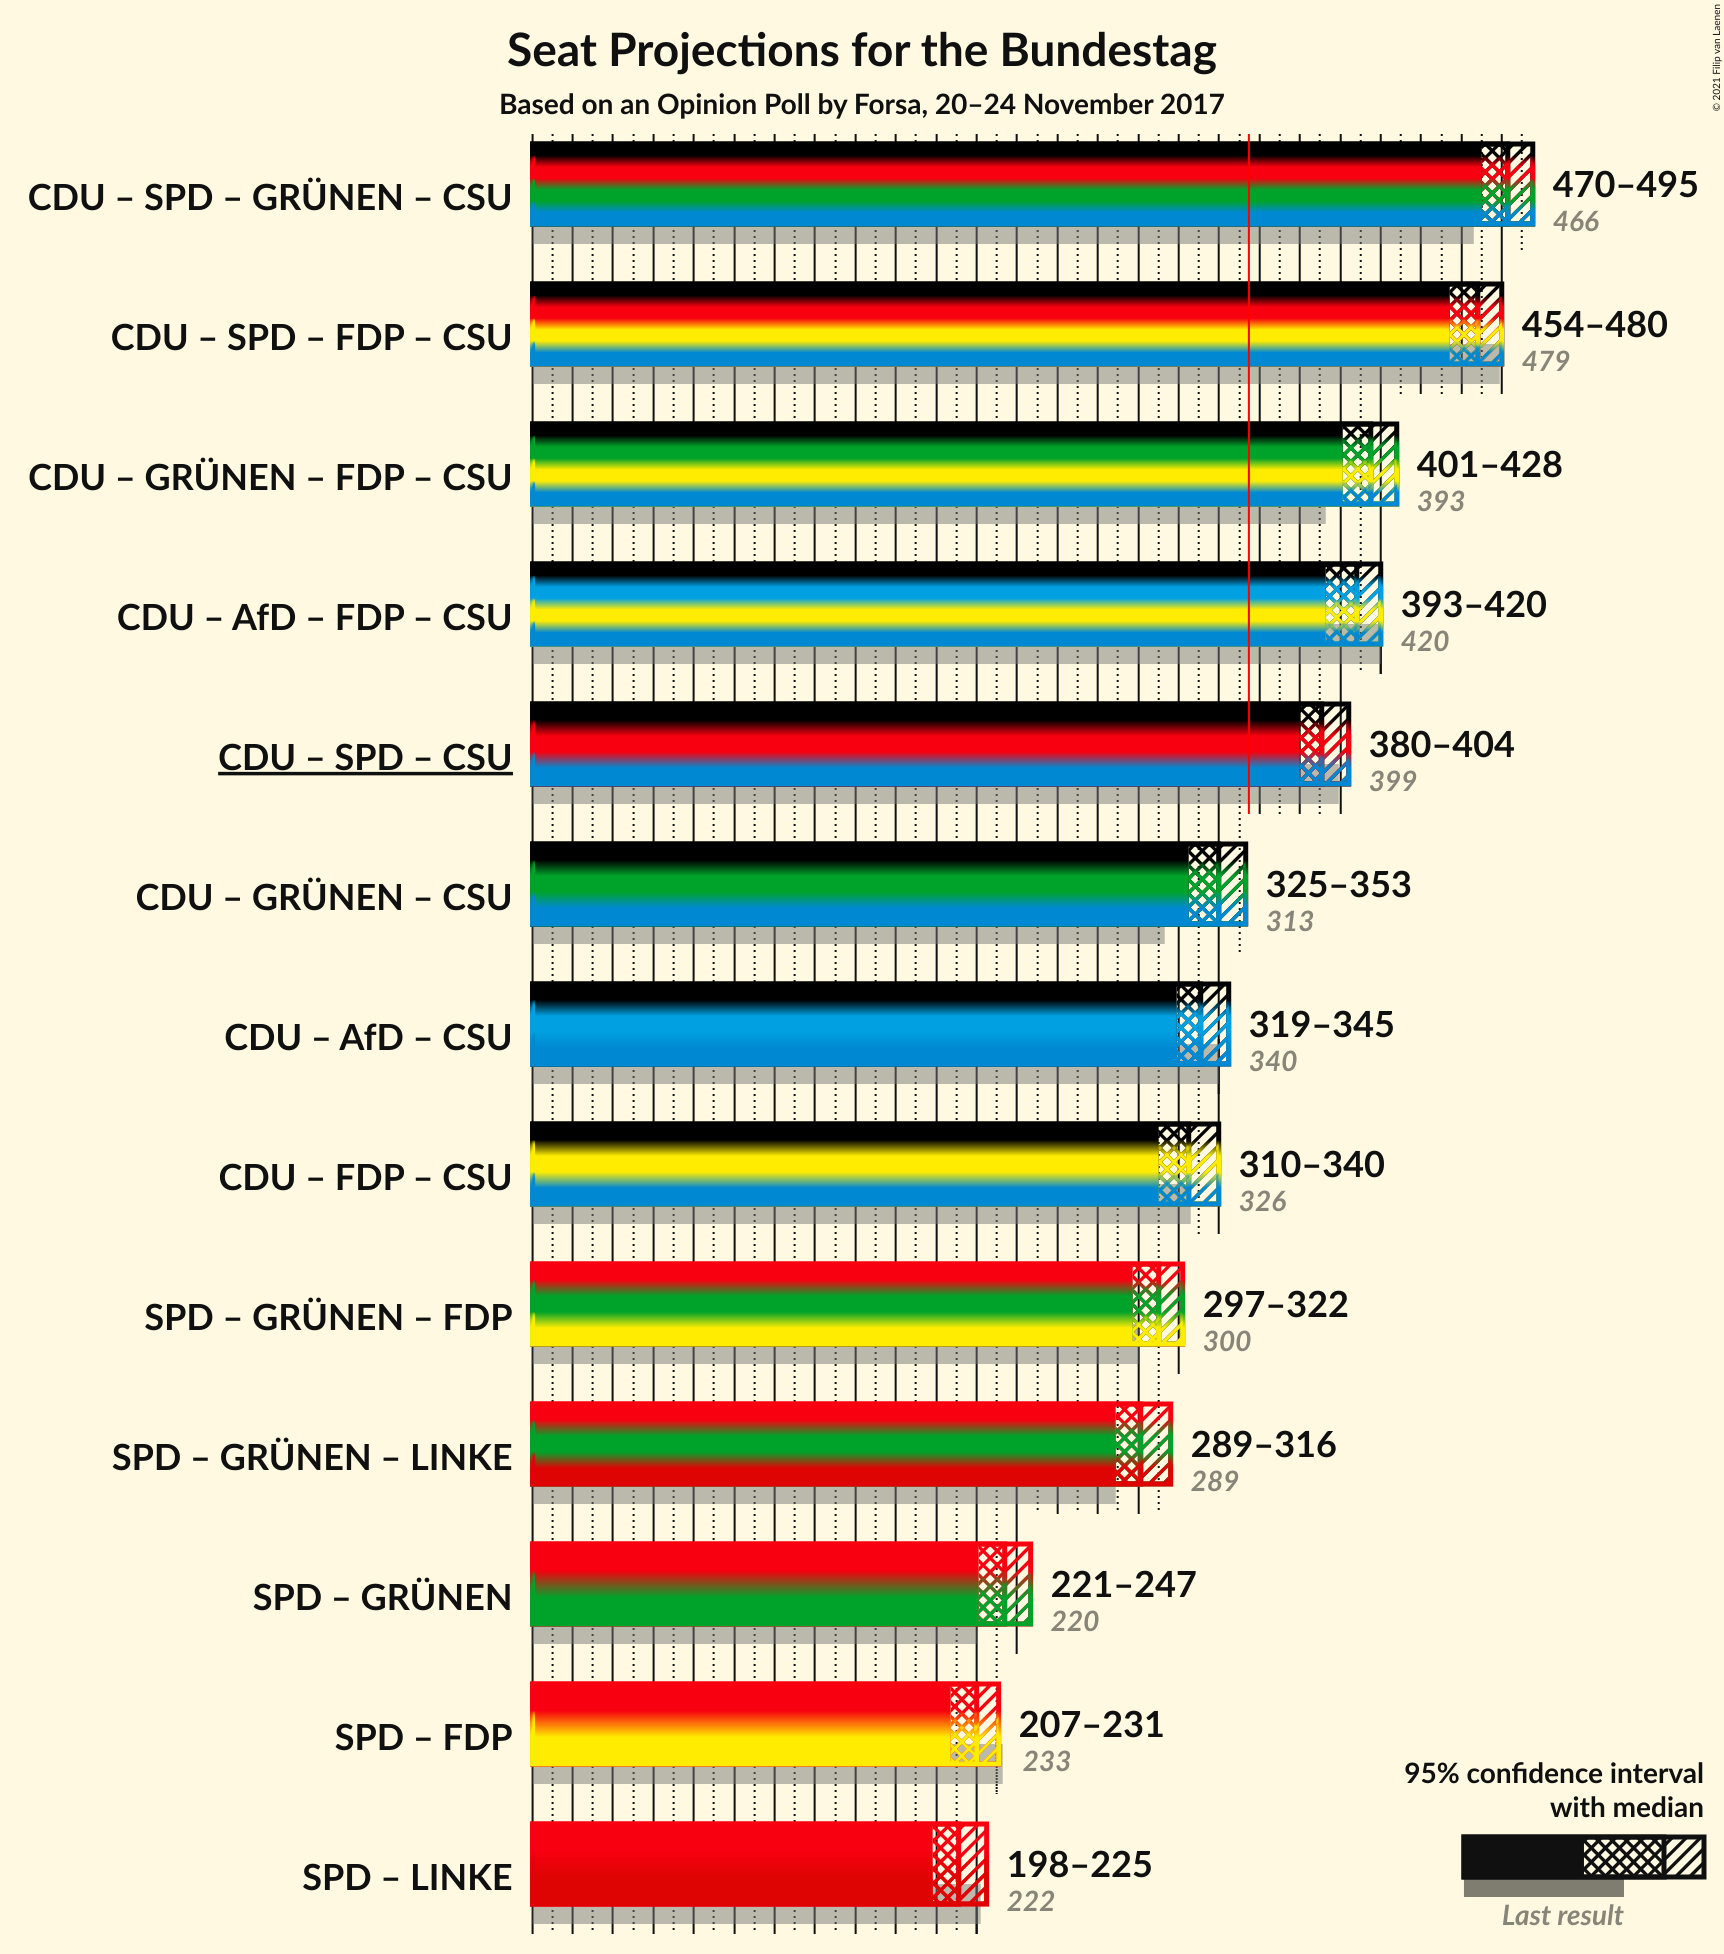 Seat Projections for the Bundestag
Based on an Opinion Poll by Forsa, 20–24 November 2017
© 2021 Filip van Laenen
CDU – SPD – GRÜNEN – CSU
470–495
466
CDU – SPD – FDP – CSU
454–480
479
CDU – GRÜNEN – FDP – CSU
401–428
393
CDU – AfD – FDP – CSU
393–420
420
CDU – SPD – CSU
380–404
399
CDU – GRÜNEN – CSU
325–353
313
CDU – AfD – CSU
319–345
340
CDU – FDP – CSU
310–340
326
SPD – GRÜNEN – FDP
297–322
300
SPD – GRÜNEN – LINKE
289–316
289
SPD – GRÜNEN
221–247
220
SPD – FDP
207–231
233
SPD – LINKE
198–225
222
95% confidence interval
with median
Last result